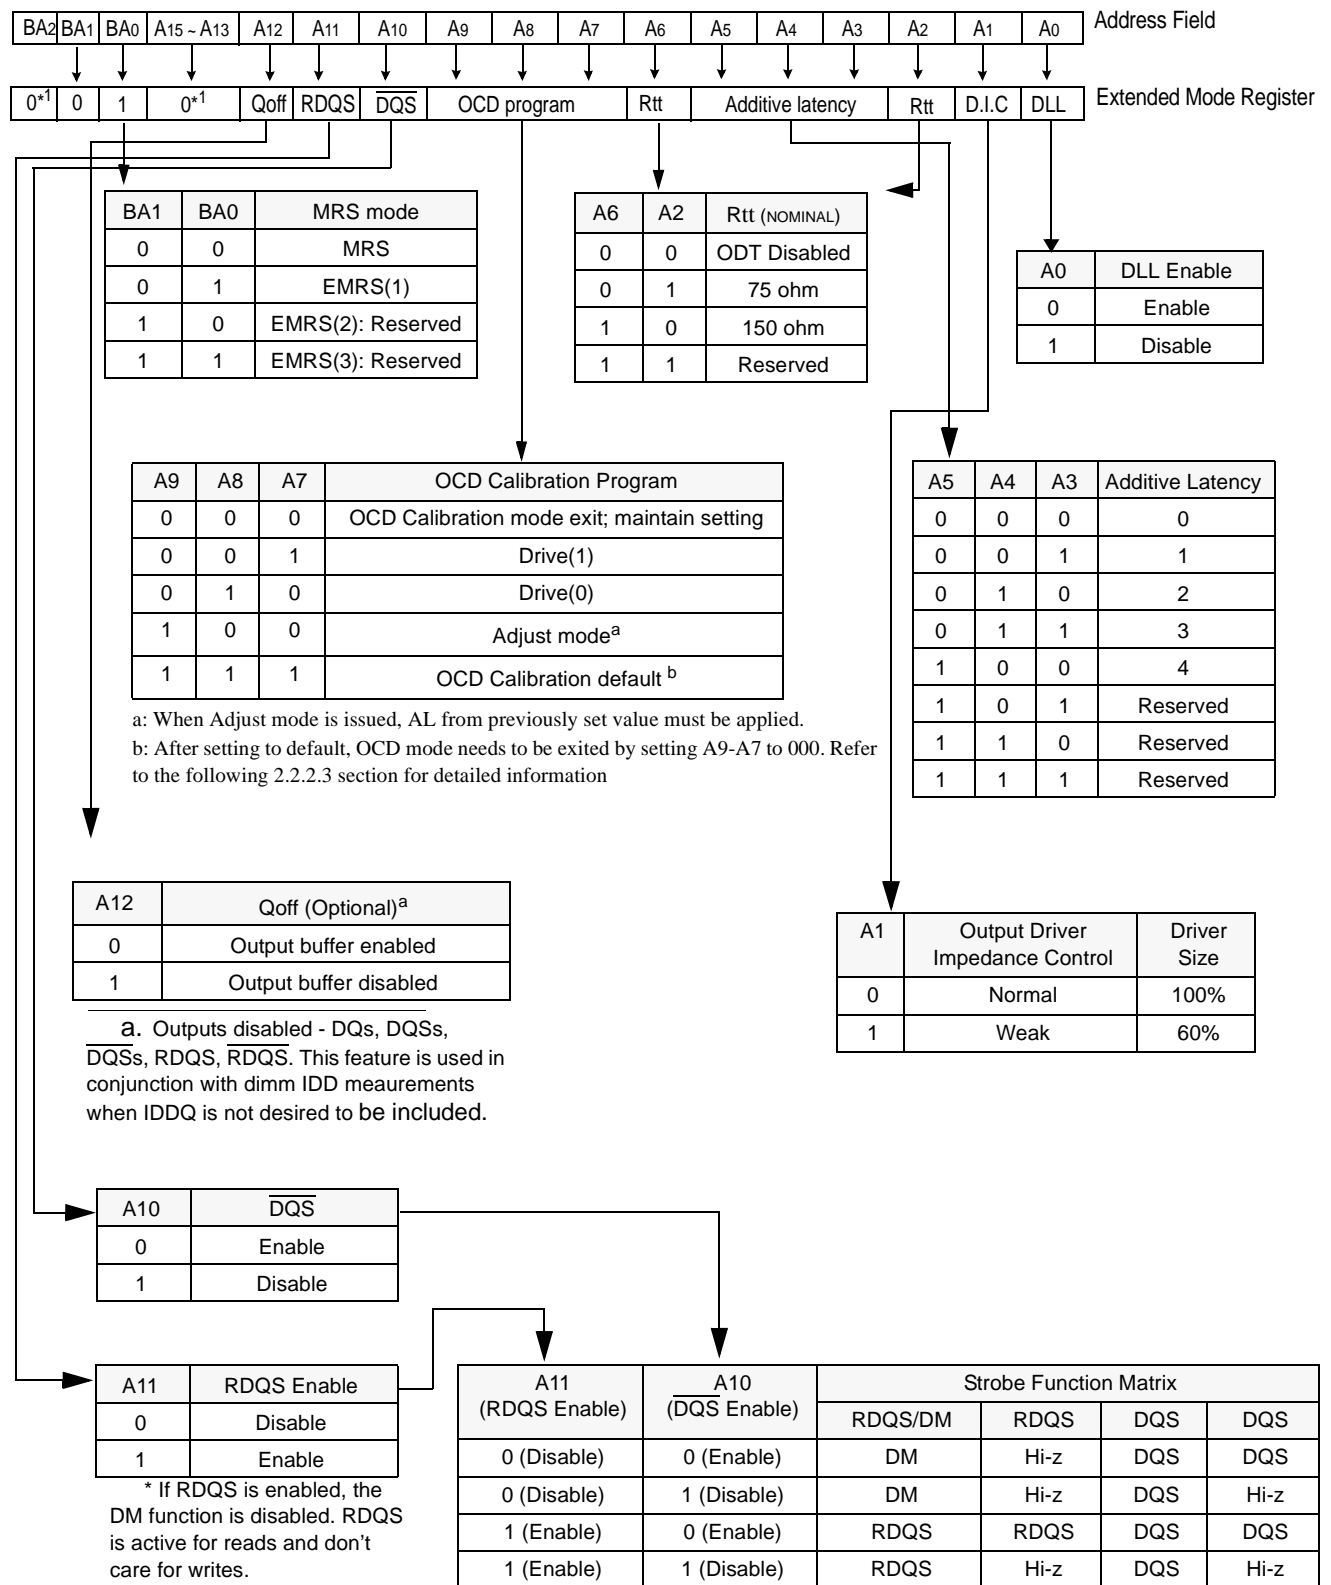 BA2 BA1 BA0 A15 ~ A13 A12 A11 A10 A9 A8 A7 A6 A5 A4 A3 A2 A1 A0 Address Field
0*1 0 1 0*1 Qoff RDQS DQS OCD program Rtt Additive latency Rtt D.I.C DLL Extended Mode Register
BA1 BA0 MRS mode
0 0 MRS
0 1 EMRS(1)
1 0 EMRS(2): Reserved
1 1 EMRS(3): Reserved
A6 A2 Rtt (NOMINAL)
0 0 ODT Disabled
0 1 75 ohm
1 0 150 ohm
1 1 Reserved
A0 DLL Enable
0 Enable
1 Disable
A9 A8 A7 OCD Calibration Program
0 0 0 OCD Calibration mode exit; maintain setting
0 0 1 Drive(1)
0 1 0 Drive(0)
1 0 0 Adjust modea
1 1 1 OCD Calibration default b
a: When Adjust mode is issued, AL from previously set value must be applied.
b: After setting to default, OCD mode needs to be exited by setting A9-A7 to 000. Refer
to the following 2.2.2.3 section for detailed information
A5 A4 A3 Additive Latency
0 0 0 0
0 0 1 1
0 1 0 2
0 1 1 3
1 0 0 4
1 0 1 Reserved
1 1 0 Reserved
1 1 1 Reserved
A12 Qoff (Optional)a
0 Output buffer enabled
1 Output buffer disabled
a. Outputs disabled - DQs, DQSs,
DQSs, RDQS, RDQS. This feature is used in
conjunction with dimm IDD meaurements
when IDDQ is not desired to be included.
A1 Output Driver Driver
Impedance Control Size
0 Normal 100%
1 Weak 60%
A10 DQS
0 Enable
1 Disable
A11 RDQS Enable
0 Disable
1 Enable
* If RDQS is enabled, the
DM function is disabled. RDQS
is active for reads and don't
care for writes.
A11 A10 Strobe Function Matrix
(RDQS Enable) (DQS Enable) RDQS/DM RDQS DQS DQS
0 (Disable) 0 (Enable) DM Hi-z DQS DQS
0 (Disable) 1 (Disable) DM Hi-z DQS Hi-z
1 (Enable) 0 (Enable) RDQS RDQS DQS DQS
1 (Enable) 1 (Disable) RDQS Hi-z DQS Hi-z